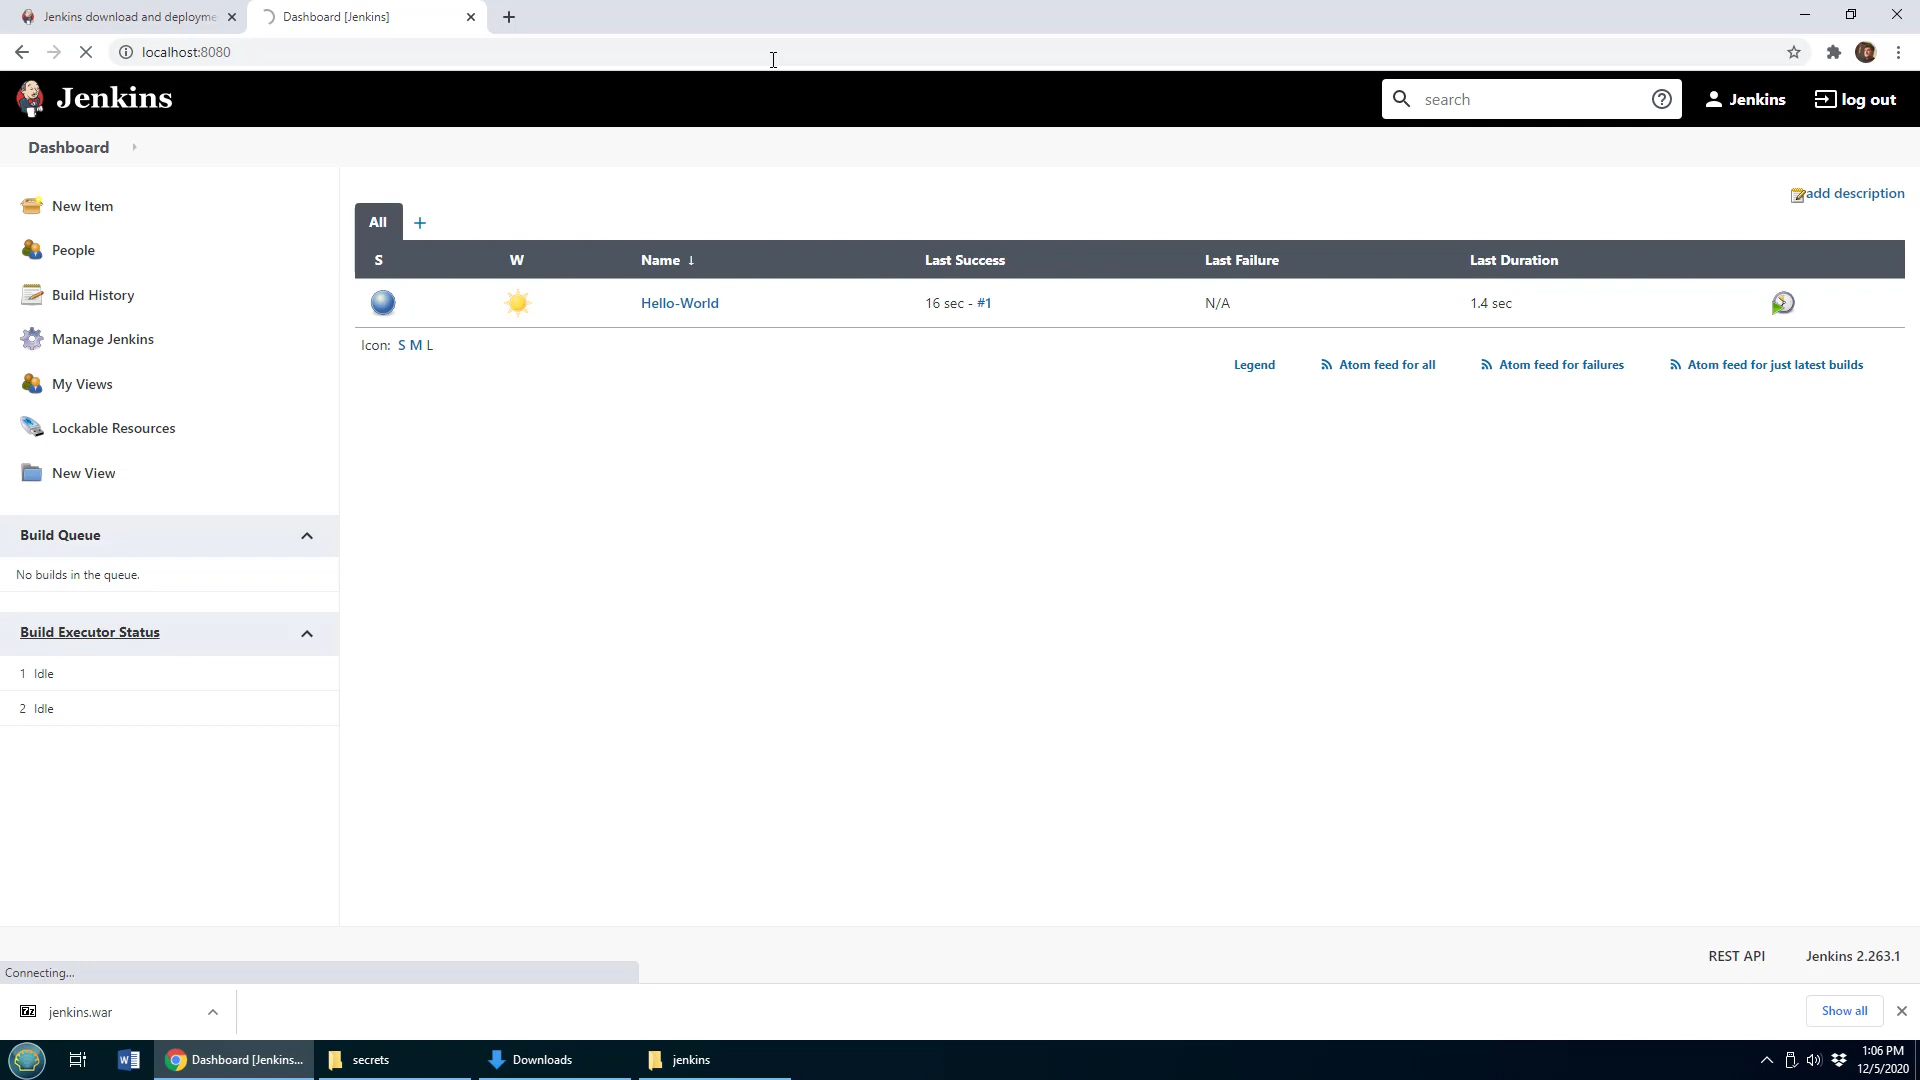 Jenkins download and deployme
Dashboard [Jenkins]
localhost:8080
Jenkins
search
Jenkins
log out
Dashboard
add description
New Item
People
Build History
Manage Jenkins
My Views
Lockable Resources
New View
All +
S W Name ↓ Last Success Last Failure Last Duration
Hello-World 16 sec - #1 N/A 1.4 sec
Icon: S M L
Legend Atom feed for all Atom feed for failures Atom feed for just latest builds
Build Queue
No builds in the queue.
Build Executor Status
1 Idle
2 Idle
REST API Jenkins 2.263.1
Connecting...
jenkins.war
Show all
Dashboard [Jenkins...
secrets
Downloads
jenkins
1:06 PM
12/5/2020